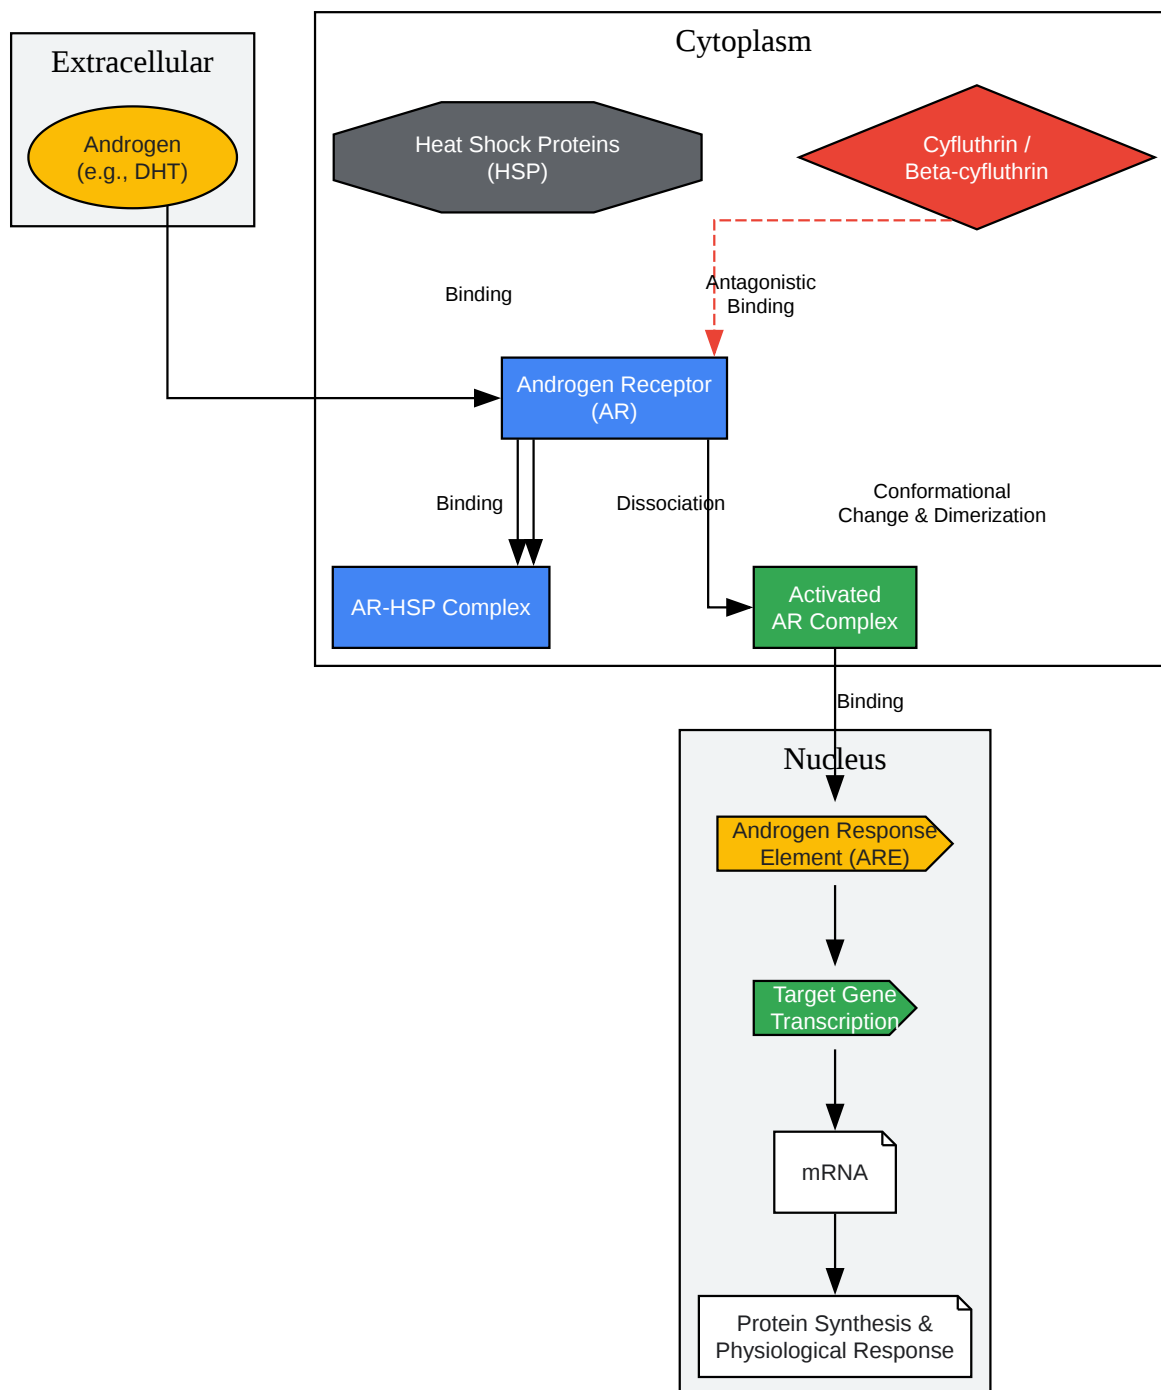 Extracellular
Cytoplasm
Androgen
(e.g., DHT)
Heat Shock Proteins
(HSP)
Cyfluthrin /
Beta-cyfluthrin
Binding
Antagonistic
Binding
Androgen Receptor
(AR)
Binding
Dissociation
Conformational
Change & Dimerization
AR-HSP Complex
Activated
AR Complex
Binding
Nucleus
Androgen Response
Element (ARE)
Target Gene
Transcription
mRNA
Protein Synthesis &
Physiological Response